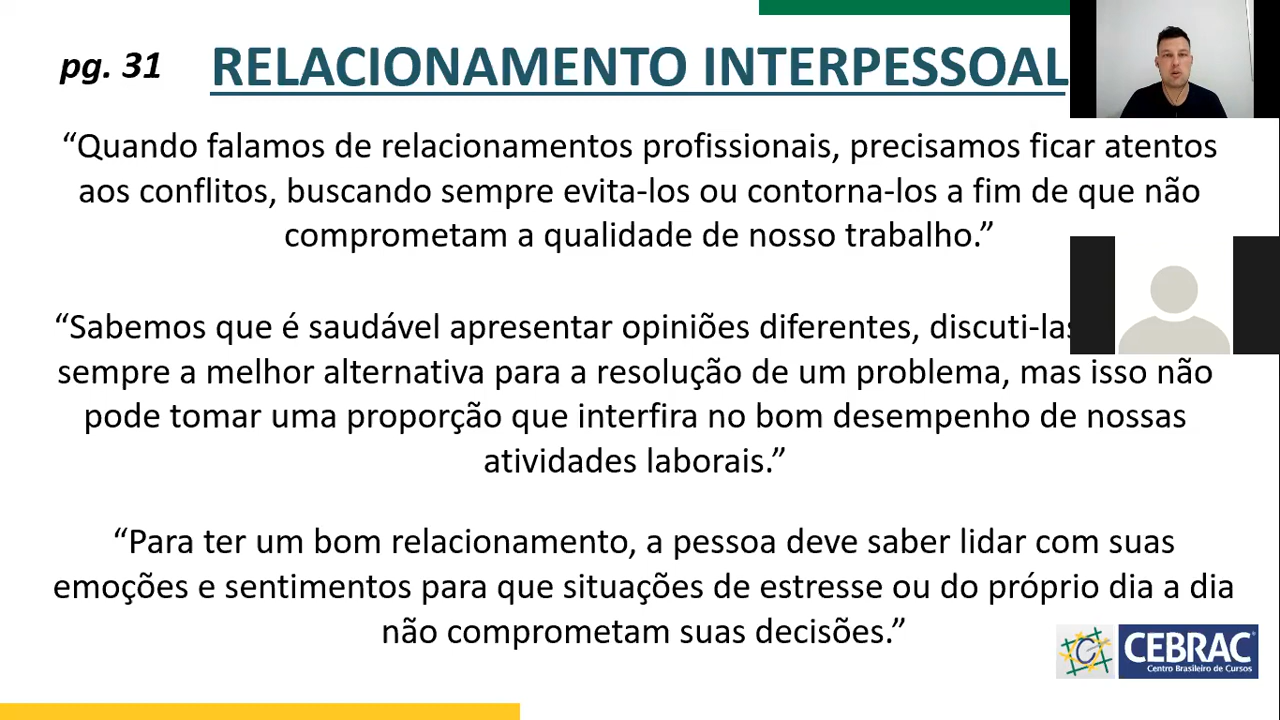 pg. 31
RELACIONAMENTO INTERPESSOAL
“Quando falamos de relacionamentos profissionais, precisamos ficar atentos
aos conflitos, buscando sempre evita-los ou contorna-los a fim de que não
comprometam a qualidade de nosso trabalho.”
“Sabemos que é saudável apresentar opiniões diferentes, discuti-las
sempre a melhor alternativa para a resolução de um problema, mas isso não
pode tomar uma proporção que interfira no bom desempenho de nossas
atividades laborais.”
“Para ter um bom relacionamento, a pessoa deve saber lidar com suas
emoções e sentimentos para que situações de estresse ou do próprio dia a dia
não comprometam suas decisões.”
CEBRAC
Centro Brasileiro de Cursos